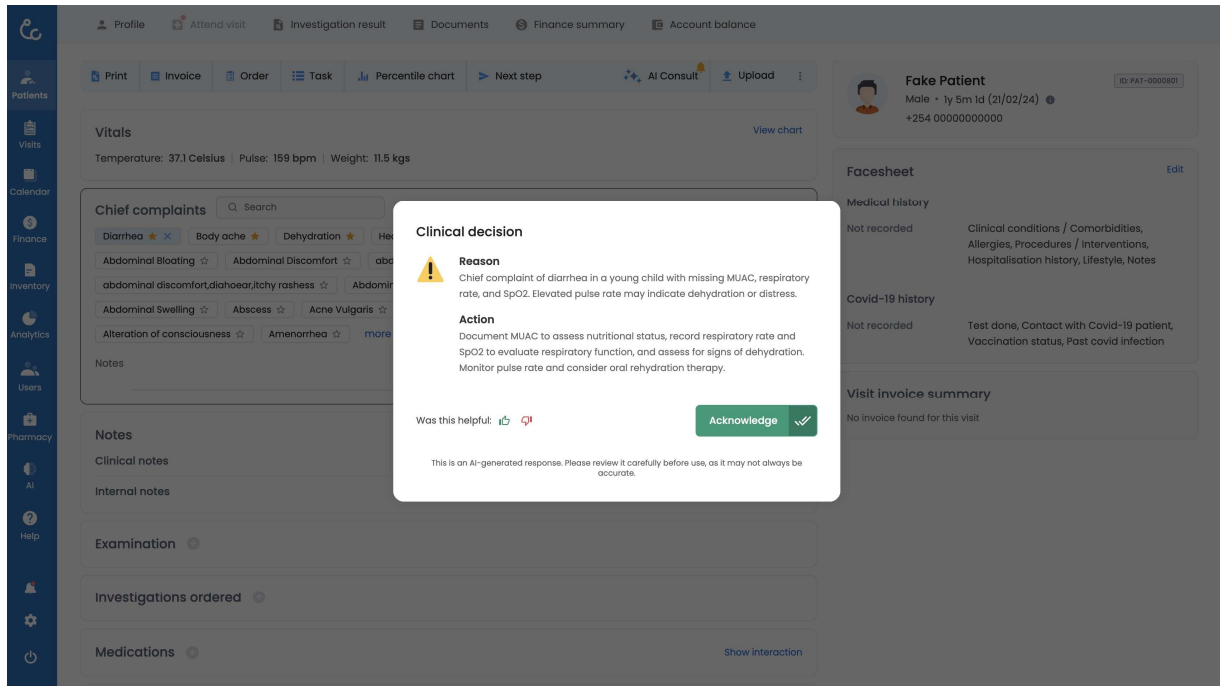 Profile
Attend visit
Investigation result
Documents
Finance summary
Account balance
Patients
Visits
Calendar
Finance
Inventory
Analytics
Users
Pharmacy
AI
Help
Print
Invoice
Order
Task
Percentile chart
Next step
AI Consult
Upload
Vitals
View chart
Temperature: 37.1 Celsius | Pulse: 159 bpm | Weight: 11.5 kgs
Chief complaints
Search
Diarrhea
Body ache
Dehydration
Abdominal Bloating
Abdominal Discomfort
abdominal discomfort,diahoear,itchy rashess
Abdominal Swelling
Abscess
Acne Vulgaris
Alteration of consciousness
Amenorrhea
more
Notes
Notes
Clinical notes
Internal notes
Examination
Investigations ordered
Medications
Show interaction
Clinical decision
Reason
Chief complaint of diarrhea in a young child with missing MUAC, respiratory
rate, and SpO2. Elevated pulse rate may indicate dehydration or distress.
Action
Document MUAC to assess nutritional status, record respiratory rate and
SpO2 to evaluate respiratory function, and assess for signs of dehydration.
Monitor pulse rate and consider oral rehydration therapy.
Was this helpful:
Acknowledge
This is an AI-generated response. Please review it carefully before use, as it may not always be
accurate.
Fake Patient
ID: PAT-0000801
Male • 1y 5m 1d (21/02/24)
+254 00000000000
Facesheet
Edit
Medical history
Not recorded
Clinical conditions / Comorbidities,
Allergies, Procedures / Interventions,
Hospitalisation history, Lifestyle, Notes
Covid-19 history
Not recorded
Test done, Contact with Covid-19 patient,
Vaccination status, Past covid infection
Visit invoice summary
No invoice found for this visit